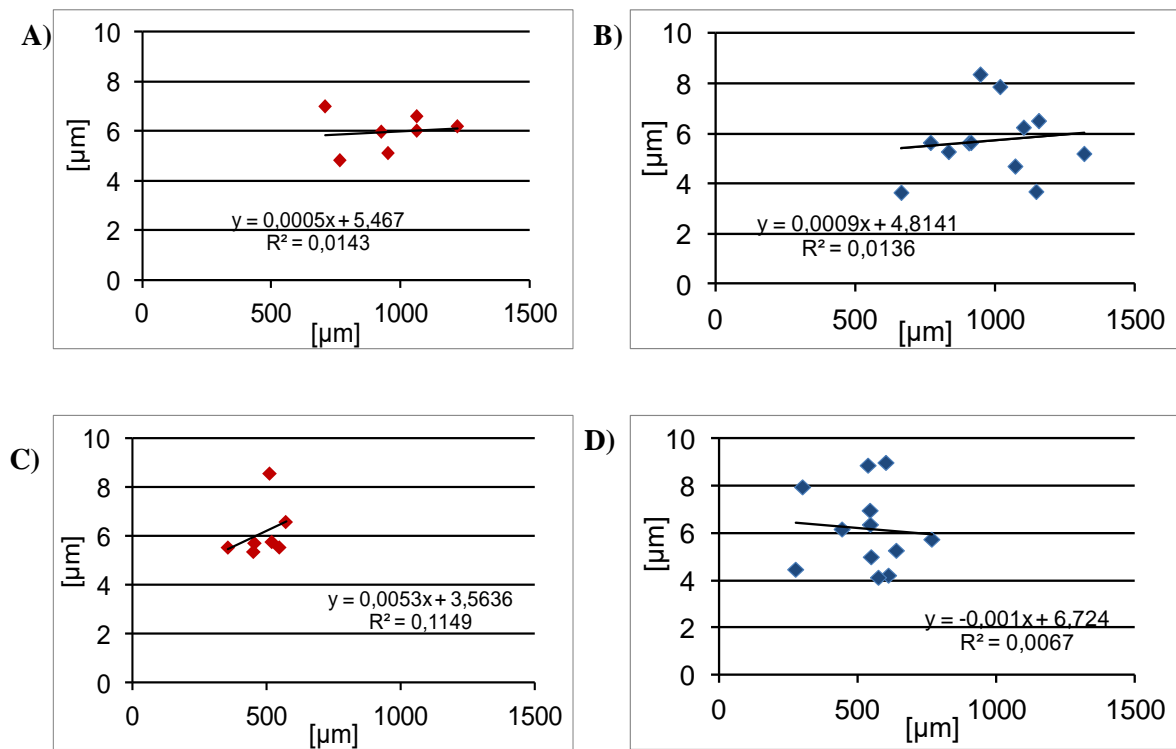 A)
10
8
6
4
2
0
[µm]
y = 0,0005x + 5,467
R² = 0,0143
0 500 1000 1500
[µm]
B)
10
8
6
4
2
0
[µm]
y = 0,0009x + 4,8141
R² = 0,0136
0 500 1000 1500
[µm]
C)
10
8
6
4
2
0
[µm]
y = 0,0053x + 3,5636
R² = 0,1149
0 500 1000 1500
[µm]
D)
10
8
6
4
2
0
[µm]
y = -0,001x + 6,724
R² = 0,0067
0 500 1000 1500
[µm]